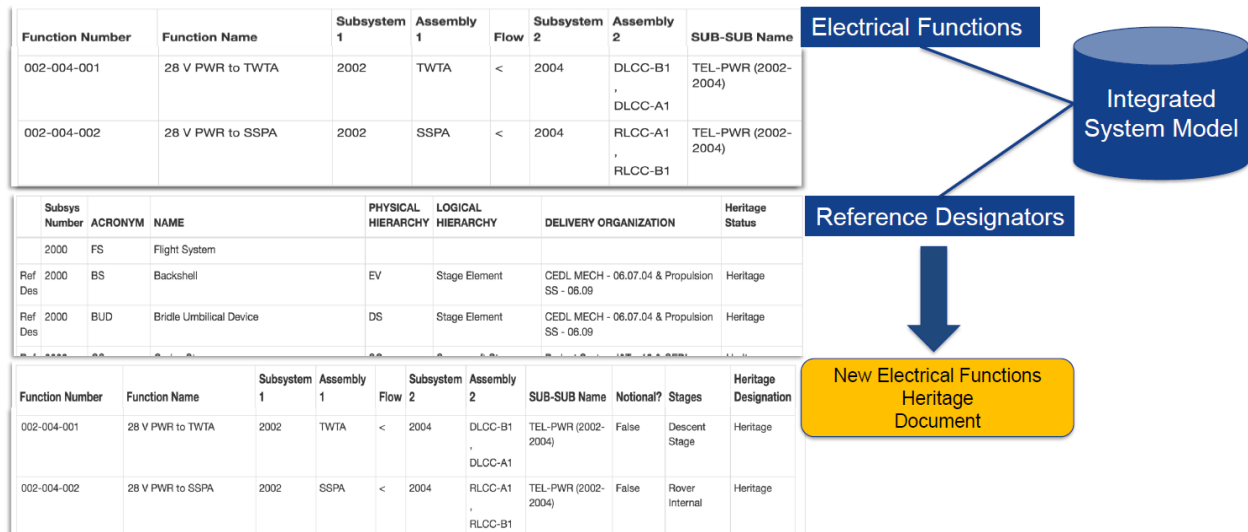 Subsystem Assembly Subsystem Assembly
Function Number Function Name 1 1 Flow 2 2 SUB-SUB Name
002-004-001 28 V PWR to TWTA 2002 TWTA < 2004 DLCC-B1 TEL-PWR (2002-
, 2004)
DLCC-A1
002-004-002 28 V PWR to SSPA 2002 SSPA < 2004 RLCC-A1 TEL-PWR (2002-
, 2004)
RLCC-B1
Electrical Functions
Integrated
System Model
Reference Designators
Subsys PHYSICAL LOGICAL Heritage
Number ACRONYM NAME HIERARCHY HIERARCHY DELIVERY ORGANIZATION Status
2000 FS Flight System
Ref 2000 BS Backshell EV Stage Element CEDL MECH - 06.07.04 & Propulsion Heritage
Des SS - 06.09
Ref 2000 BUD Bridle Umbilical Device DS Stage Element CEDL MECH - 06.07.04 & Propulsion Heritage
Des SS - 06.09
New Electrical Functions
Heritage
Document
Subsystem Assembly Subsystem Assembly Heritage
Function Number Function Name 1 1 Flow 2 2 SUB-SUB Name Notional? Stages Designation
002-004-001 28 V PWR to TWTA 2002 TWTA < 2004 DLCC-B1 TEL-PWR (2002- False Descent Heritage
, 2004) Stage
DLCC-A1
002-004-002 28 V PWR to SSPA 2002 SSPA < 2004 RLCC-A1 TEL-PWR (2002- False Rover Heritage
, 2004) Internal
RLCC-B1